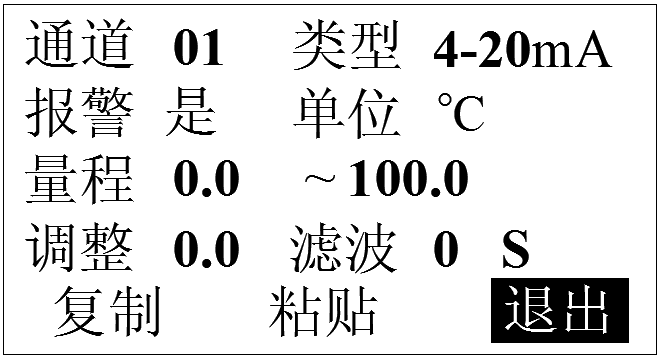 通道 01 类型 4-20mA
报警 是 单位 ℃
量程 0.0 ~100.0
调整 0.0 滤波 0 S
复制 粘贴 退出